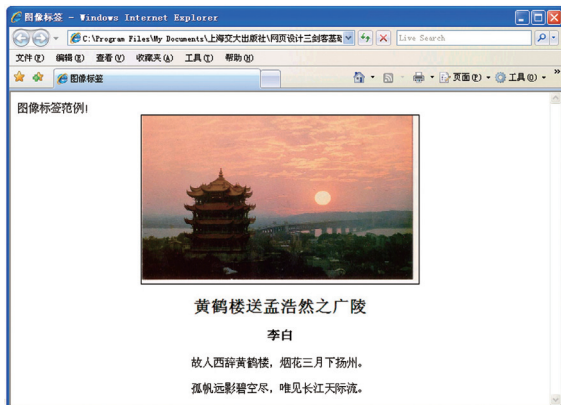 图像标签 - Windows Internet Explorer
C:\Program Files\My Documents\上海交大出版社\网页设计三剑客基础
Live Search
文件(F) 编辑(E) 查看(V) 收藏夹(A) 工具(T) 帮助(H)
图像标签
页面(P) 工具(O)
图像标签范例!
黄鹤楼送孟浩然之广陵
李白
故人西辞黄鹤楼，烟花三月下扬州。
孤帆远影碧空尽，唯见长江天际流。